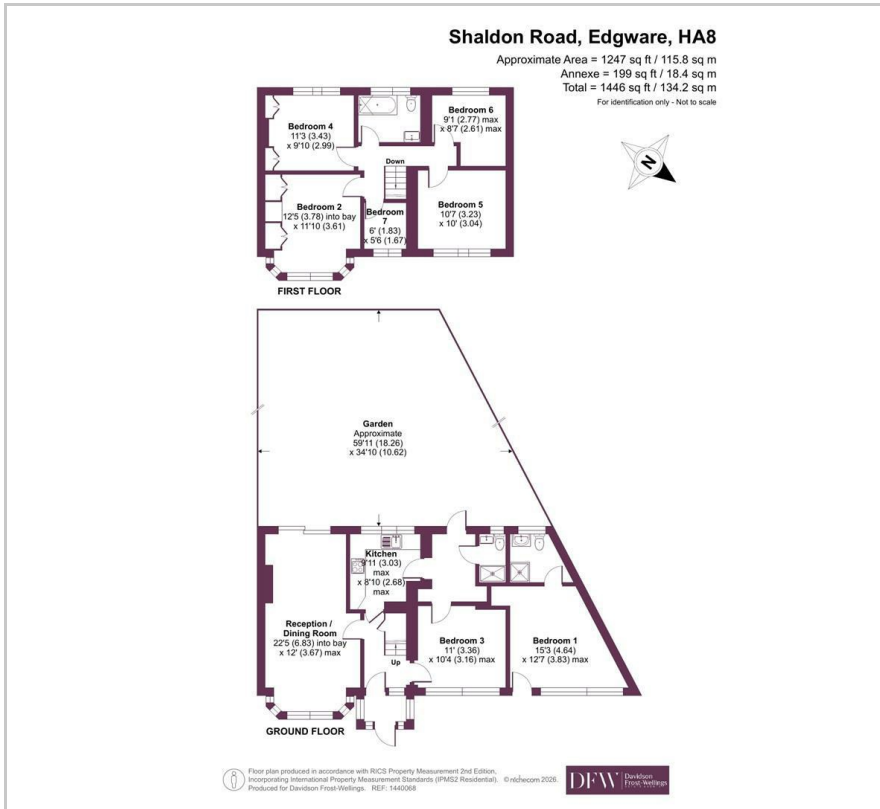 Shaldon Road, Edgware, HA8
Approximate Area = 1247 sq ft / 115.8 sq m
Annexe = 199 sq ft / 18.4 sq m
Total = 1446 sq ft / 134.2 sq m
For identification only - Not to scale
N
Bedroom 4
11'3 (3.43)
x 9'10 (2.99)
Bedroom 6
9'1 (2.77) max
x 8'7 (2.61) max
Down
Bedroom 2
12'5 (3.78) into bay
x 11'10 (3.61)
Bedroom
7
6' (1.83)
x 5'6 (1.67)
Bedroom 5
10'7 (3.23)
x 10' (3.04)
FIRST FLOOR
Garden
Approximate
59'11 (18.26)
x 34'10 (10.62)
Kitchen
9'11 (3.03)
max
x 8'10 (2.68)
max
Reception /
Dining Room
22'5 (6.83) into bay
x 12' (3.67) max
Up
Bedroom 3
11' (3.36)
x 10'4 (3.16) max
Bedroom 1
15'3 (4.64)
x 12'7 (3.83) max
GROUND FLOOR
Floor plan produced in accordance with RICS Property Measurement 2nd Edition,
Incorporating International Property Measurement Standards (IPMS2 Residential). ©nichecom 2026.
Produced for Davidson Frost-Wellings. REF: 1440068
DFW
Davidson
Frost-Wellings